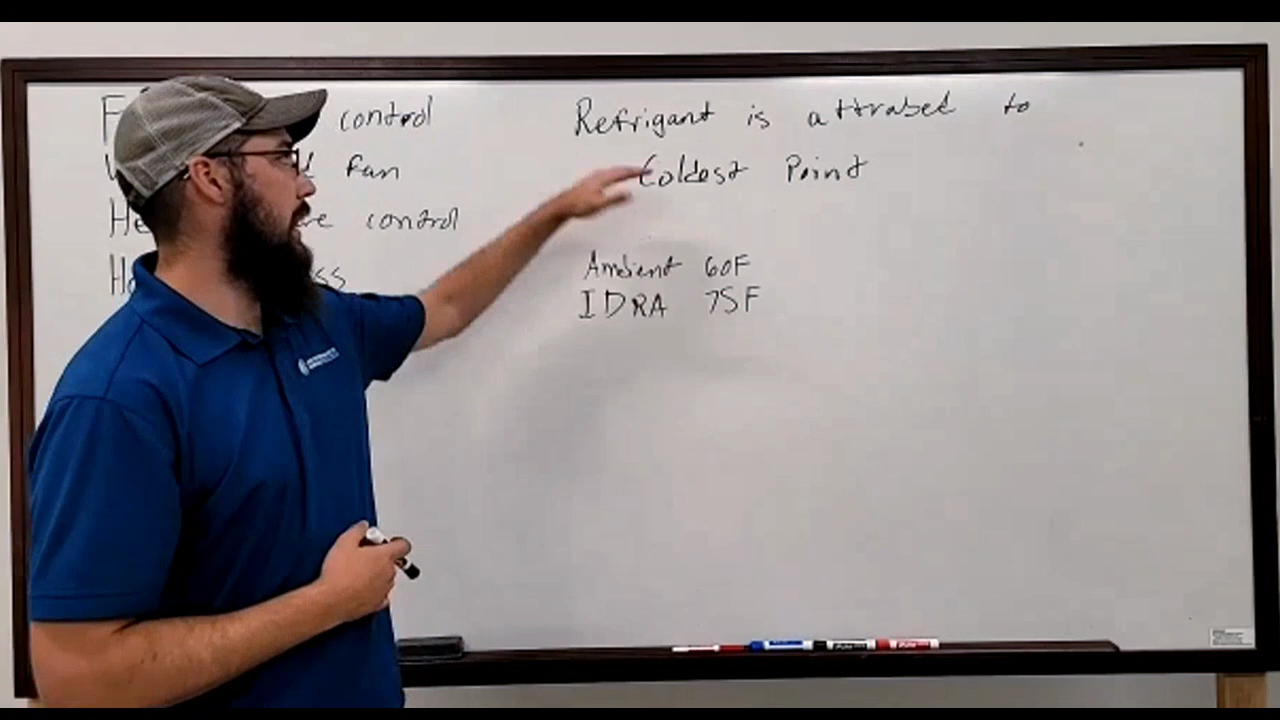 control
fan
control
Refrigant is attrabed to
Coldest Point
Ambient 60F
IDRA 75F